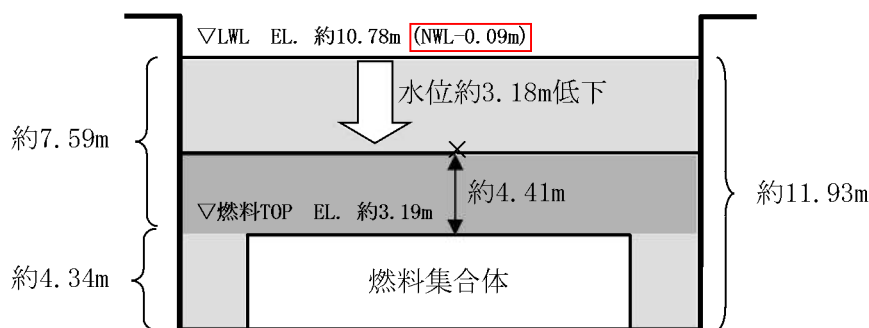 ▽LWL EL. 約10.78m (NWL-0.09m)
水位約3.18m低下
約7.59m
約4.41m
約11.93m
▽燃料TOP EL. 約3.19m
約4.34m
燃料集合体